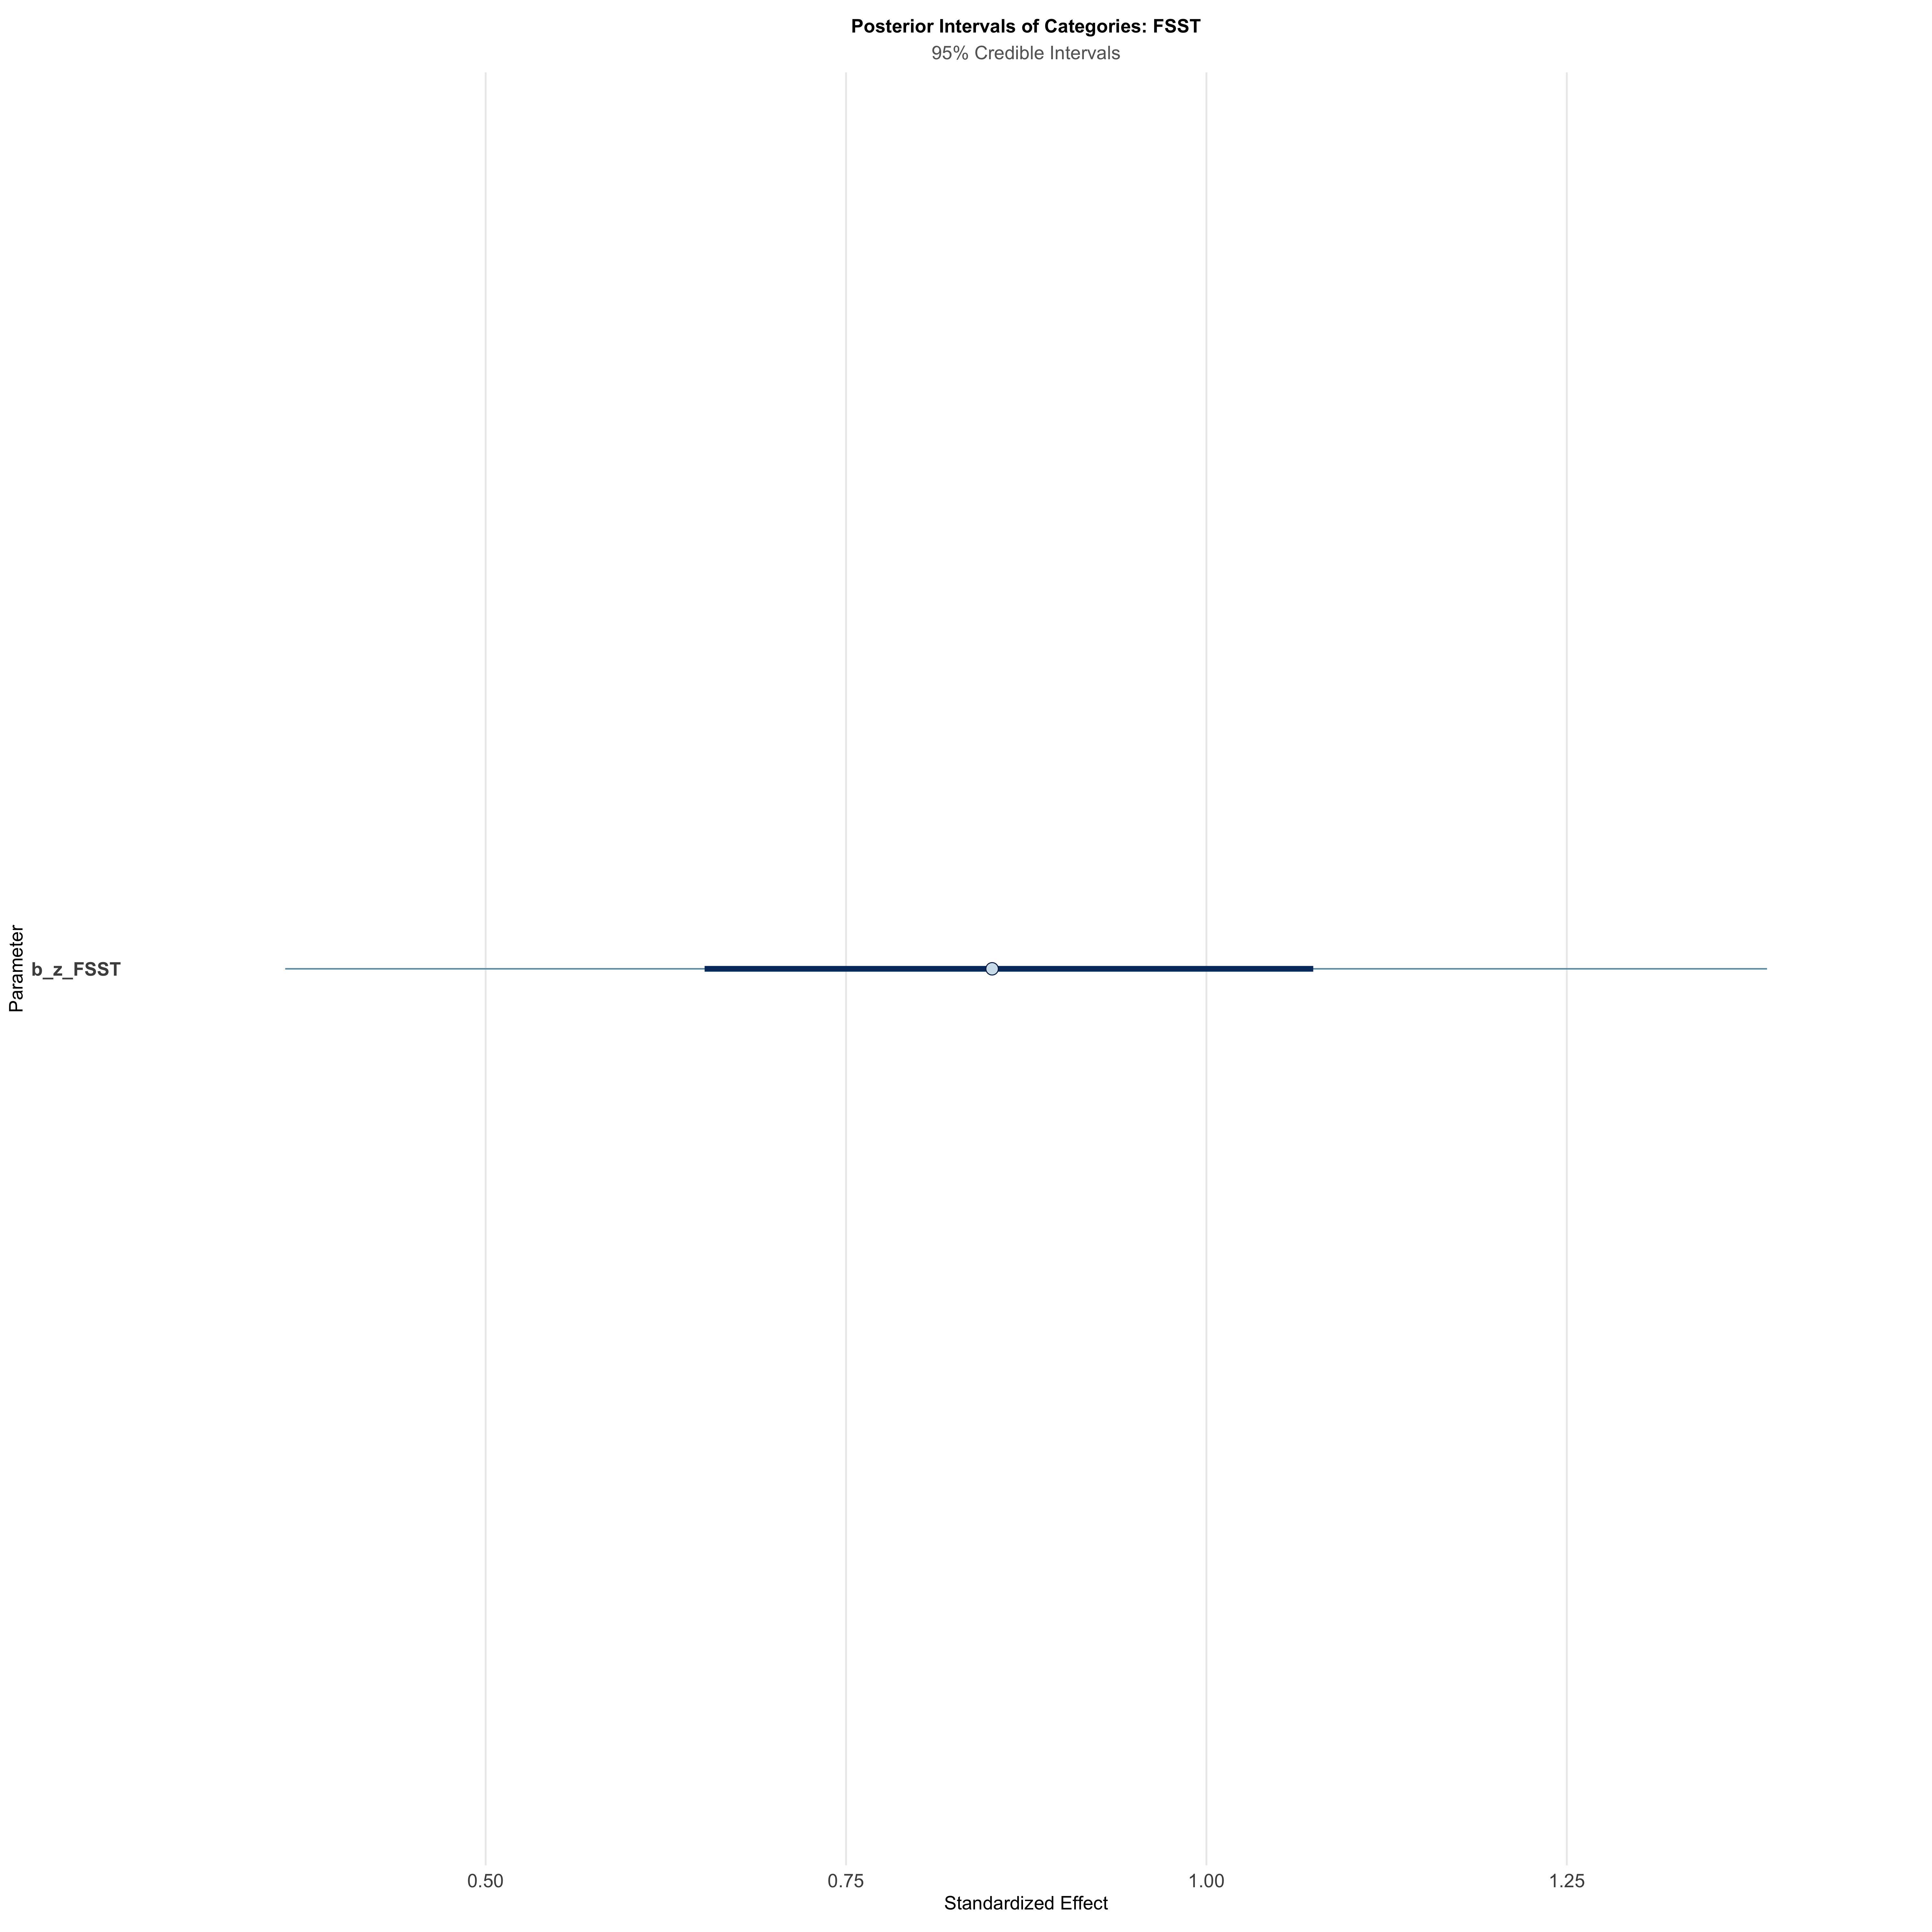 Posterior Intervals of Categories: FSST
95% Credible Intervals
Parameter
b_z_FSST
0.50 0.75 1.00 1.25
Standardized Effect